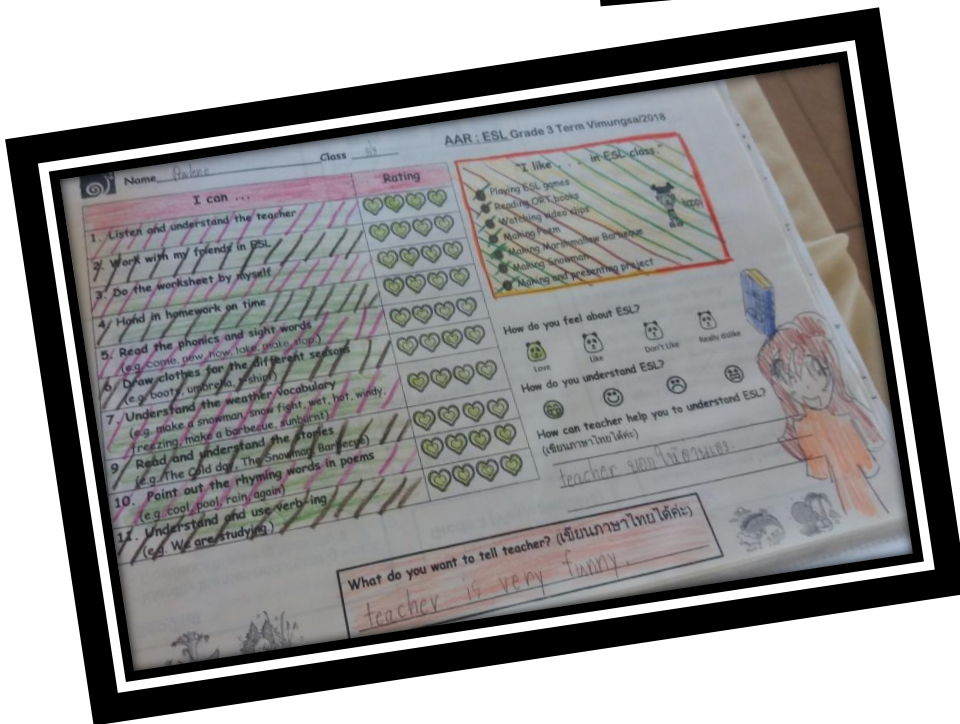 AAR : ESL Grade 3 Term Vimungsa/2018
Name
Class
I can ...
Rating
1. Listen and understand the teacher
2. Work with my friends in ESL
3. Do the worksheet by myself
4. Hand in homework on time
5. Read the phonics and sight words
(e.g. come, new, now, lake, make, stop.)
6. Draw clothes for the different seasons
(e.g. boots, umbrella, t-shirt)
7. Understand the weather vocabulary
(e.g. make a snowman, snow fight, wet, hot, windy,
freezing, make a barbecue, sunburnt)
9. Read and understand the stories
(e.g. The Cold day, The Snowman, Barbecue)
10. Point out the rhyming words in poems
(e.g. cool, pool, rain, again)
11. Understand and use verb-ing
(e.g. We are studying.)
"I like . . . in ESL class."
Playing ESL games
Reading ORT books
Watching video clips
Making Poem
Making Marshmallow Barbeque
Making Snowman
Making and presenting project
happy
How do you feel about ESL?
Love
Like
Don't Like
Really dislike
How do you understand ESL?
How can teacher help you to understand ESL?
(เขียนภาษาไทยได้ค่ะ)
teacher
What do you want to tell teacher? (เขียนภาษาไทยได้ค่ะ)
teacher is very funny.